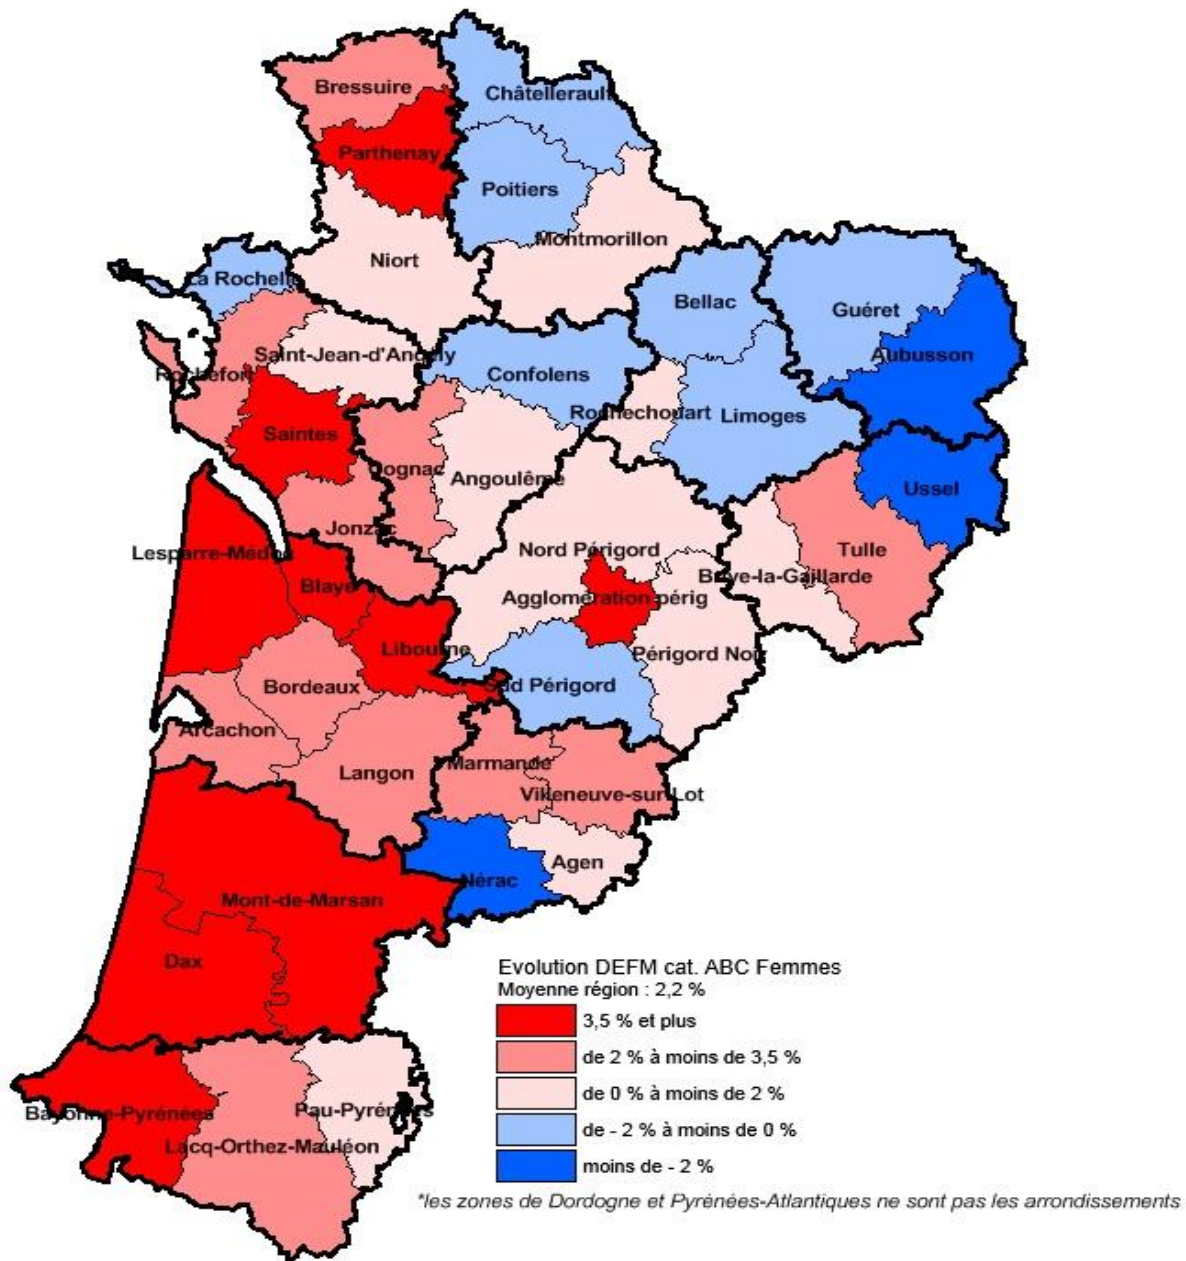 Bressuire
Châtellerault
Parthenay
Poitiers
Montmorillon
Niort
La Rochelle
Bellac
Guéret
Saint-Jean-d'Angély
Aubusson
Rochefort
Confolens
Rochechouart
Limoges
Saintes
Cognac
Angoulême
Ussel
Jonzac
Lesparre-Médoc
Nord Périgord
Tulle
Blaye
Brive-la-Gaillarde
Agglomération périg
Libourne
Périgord Noir
Bordeaux
Sud Périgord
Arcachon
Langon
Marmande
Villeneuve-sur-Lot
Agen
Nérac
Mont-de-Marsan
Dax
Bayonne-Pyrénées
Pau-Pyrénées
Lacq-Orthez-Mauléon
Evolution DEFM cat. ABC Femmes
Moyenne région : 2,2 %
3,5 % et plus
de 2 % à moins de 3,5 %
de 0 % à moins de 2 %
de - 2 % à moins de 0 %
moins de - 2 %
*les zones de Dordogne et Pyrénées-Atlantiques ne sont pas les arrondissements